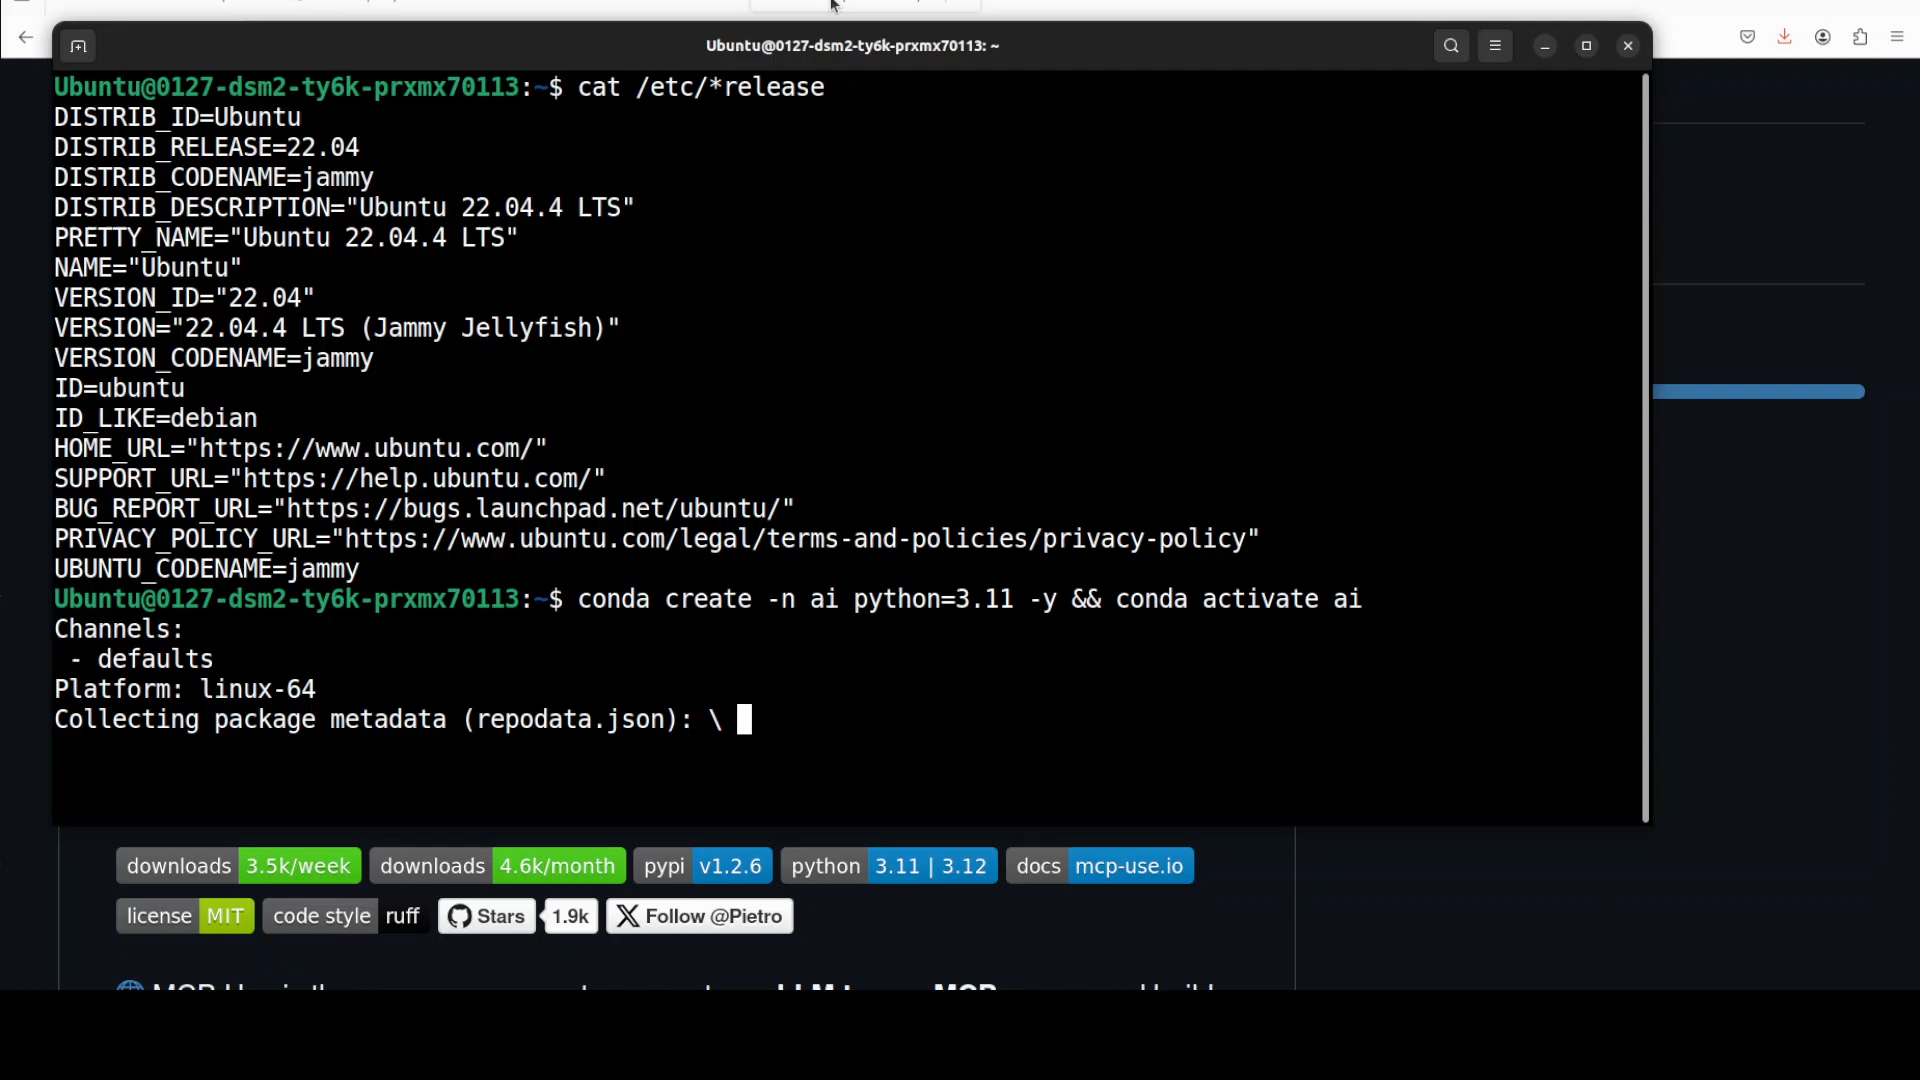 Ubuntu@0127-dsm2-ty6k-prxmx70113: ~
Ubuntu@0127-dsm2-ty6k-prxmx70113:~$ cat /etc/*release
DISTRIB_ID=Ubuntu
DISTRIB_RELEASE=22.04
DISTRIB_CODENAME=jammy
DISTRIB_DESCRIPTION="Ubuntu 22.04.4 LTS"
PRETTY_NAME="Ubuntu 22.04.4 LTS"
NAME="Ubuntu"
VERSION_ID="22.04"
VERSION="22.04.4 LTS (Jammy Jellyfish)"
VERSION_CODENAME=jammy
ID=ubuntu
ID_LIKE=debian
HOME_URL="https://www.ubuntu.com/"
SUPPORT_URL="https://help.ubuntu.com/"
BUG_REPORT_URL="https://bugs.launchpad.net/ubuntu/"
PRIVACY_POLICY_URL="https://www.ubuntu.com/legal/terms-and-policies/privacy-policy"
UBUNTU_CODENAME=jammy
Ubuntu@0127-dsm2-ty6k-prxmx70113:~$ conda create -n ai python=3.11 -y && conda activate ai
Channels:
 - defaults
Platform: linux-64
Collecting package metadata (repodata.json): \
downloads 3.5k/week downloads 4.6k/month pypi v1.2.6 python 3.11 | 3.12 docs mcp-use.io
license MIT code style ruff Stars 1.9k Follow @Pietro